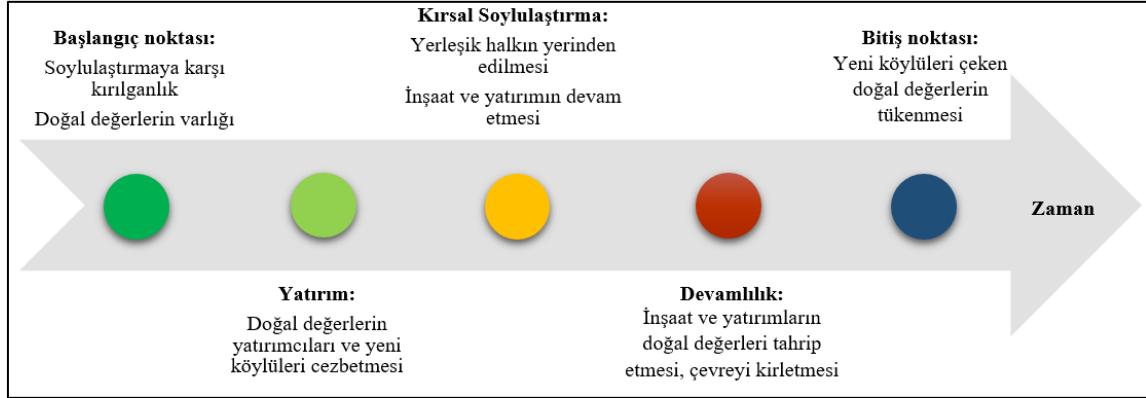 Başlangıç noktası:
Soylulaştırmaya karşı
kırılganlık
Doğal değerlerin varlığı
Yatırım:
Doğal değerlerin
yatırımcıları ve yeni
köylüleri cezbetmesi
Kırsal Soylulaştırma:
Yerleşik halkın yerinden
edilmesi
İnşaat ve yatırımın devam
etmesi
Devamlılık:
İnşaat ve yatırımların
doğal değerleri tahrip
etmesi, çevreyi kirletmesi
Bitiş noktası:
Yeni köylüleri çeken
doğal değerlerin
tükenmesi
Zaman